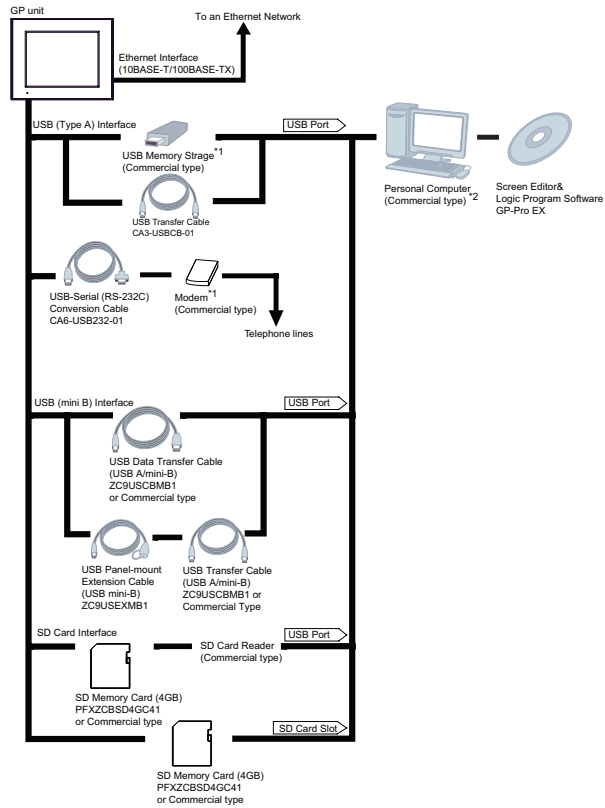 GP unit
To an Ethernet Network
Ethernet Interface
(10BASE-T/100BASE-TX)
USB (Type A) Interface
USB Port
USB Memory Strage*1
(Commercial type)
USB Transfer Cable
CA3-USBCB-01
Personal Computer
(Commercial type) *2
Screen Editor&
Logic Program Software
GP-Pro EX
USB-Serial (RS-232C)
Conversion Cable
CA6-USB232-01
Modem*1
(Commercial type)
Telephone lines
USB (mini B) Interface
USB Port
USB Data Transfer Cable
(USB A/mini-B)
ZC9USCBMB1
or Commercial type
USB Panel-mount
Extension Cable
(USB mini-B)
ZC9USEXMB1
USB Transfer Cable
(USB A/mini-B)
ZC9USCBMB1 or
Commercial Type
SD Card Interface
USB Port
SD Card Reader
(Commercial type)
SD Memory Card (4GB)
PFXZCBSD4GC41
or Commercial type
SD Card Slot
SD Memory Card (4GB)
PFXZCBSD4GC41
or Commercial type